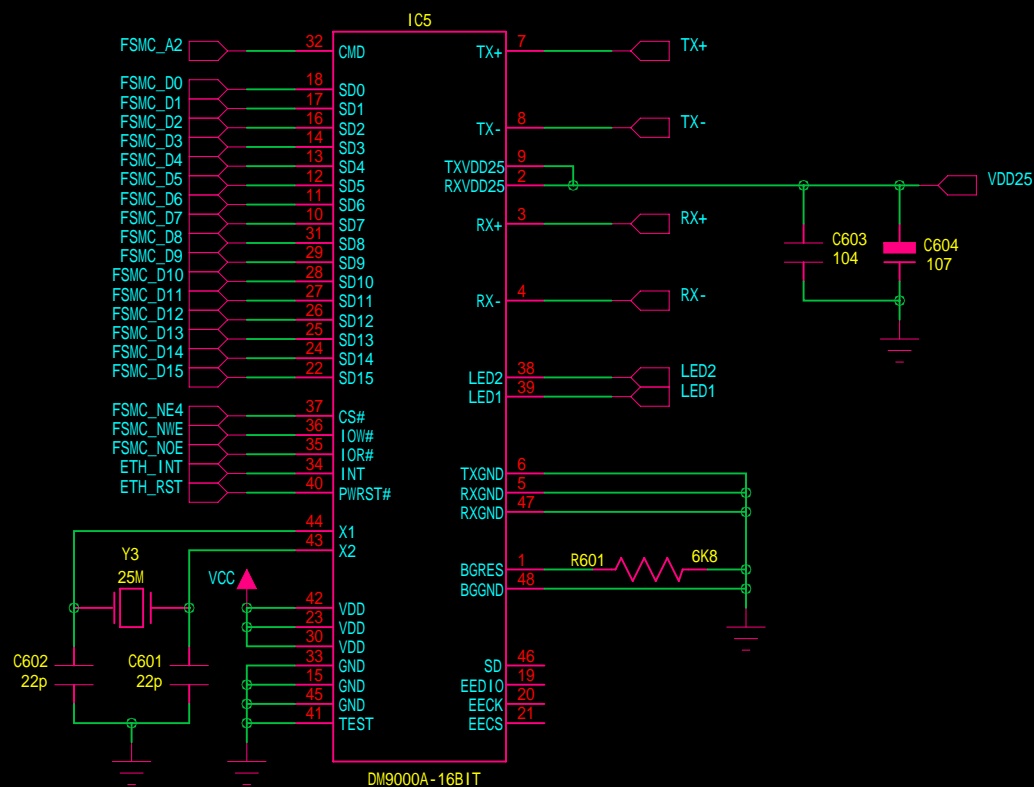 IC5
FSMC_A2 32 CMD
TX+ 7 TX+
FSMC_D0 18 SD0
FSMC_D1 17 SD1
FSMC_D2 16 SD2
TX- 8 TX-
FSMC_D3 14 SD3
FSMC_D4 13 SD4
TXVDD25 9
FSMC_D5 12 SD5
RXVDD25 2 VDD25
FSMC_D6 11 SD6
FSMC_D7 10 SD7
RX+ 3 RX+
FSMC_D8 31 SD8
FSMC_D9 29 SD9
C603
104
C604
107
FSMC_D10 28 SD10
FSMC_D11 27 SD11
RX- 4 RX-
FSMC_D12 26 SD12
FSMC_D13 25 SD13
FSMC_D14 24 SD14
FSMC_D15 22 SD15
LED2 38 LED2
LED1 39 LED1
FSMC_NE4 37 CS#
FSMC_NWE 36 IOW#
FSMC_NOE 35 IOR#
ETH_INT 34 INT
TXGND 6
ETH_RST 40 PWRST#
RXGND 5
RXGND 47
44 X1
43 X2
Y3
25M
BGRES 1 R601 6K8
BGGND 48
VCC
42 VDD
23 VDD
30 VDD
C602
22p
C601
22p
33 GND
15 GND
45 GND
41 TEST
SD 46
EEDIO 19
EECK 20
EECS 21
DM9000A-16BIT